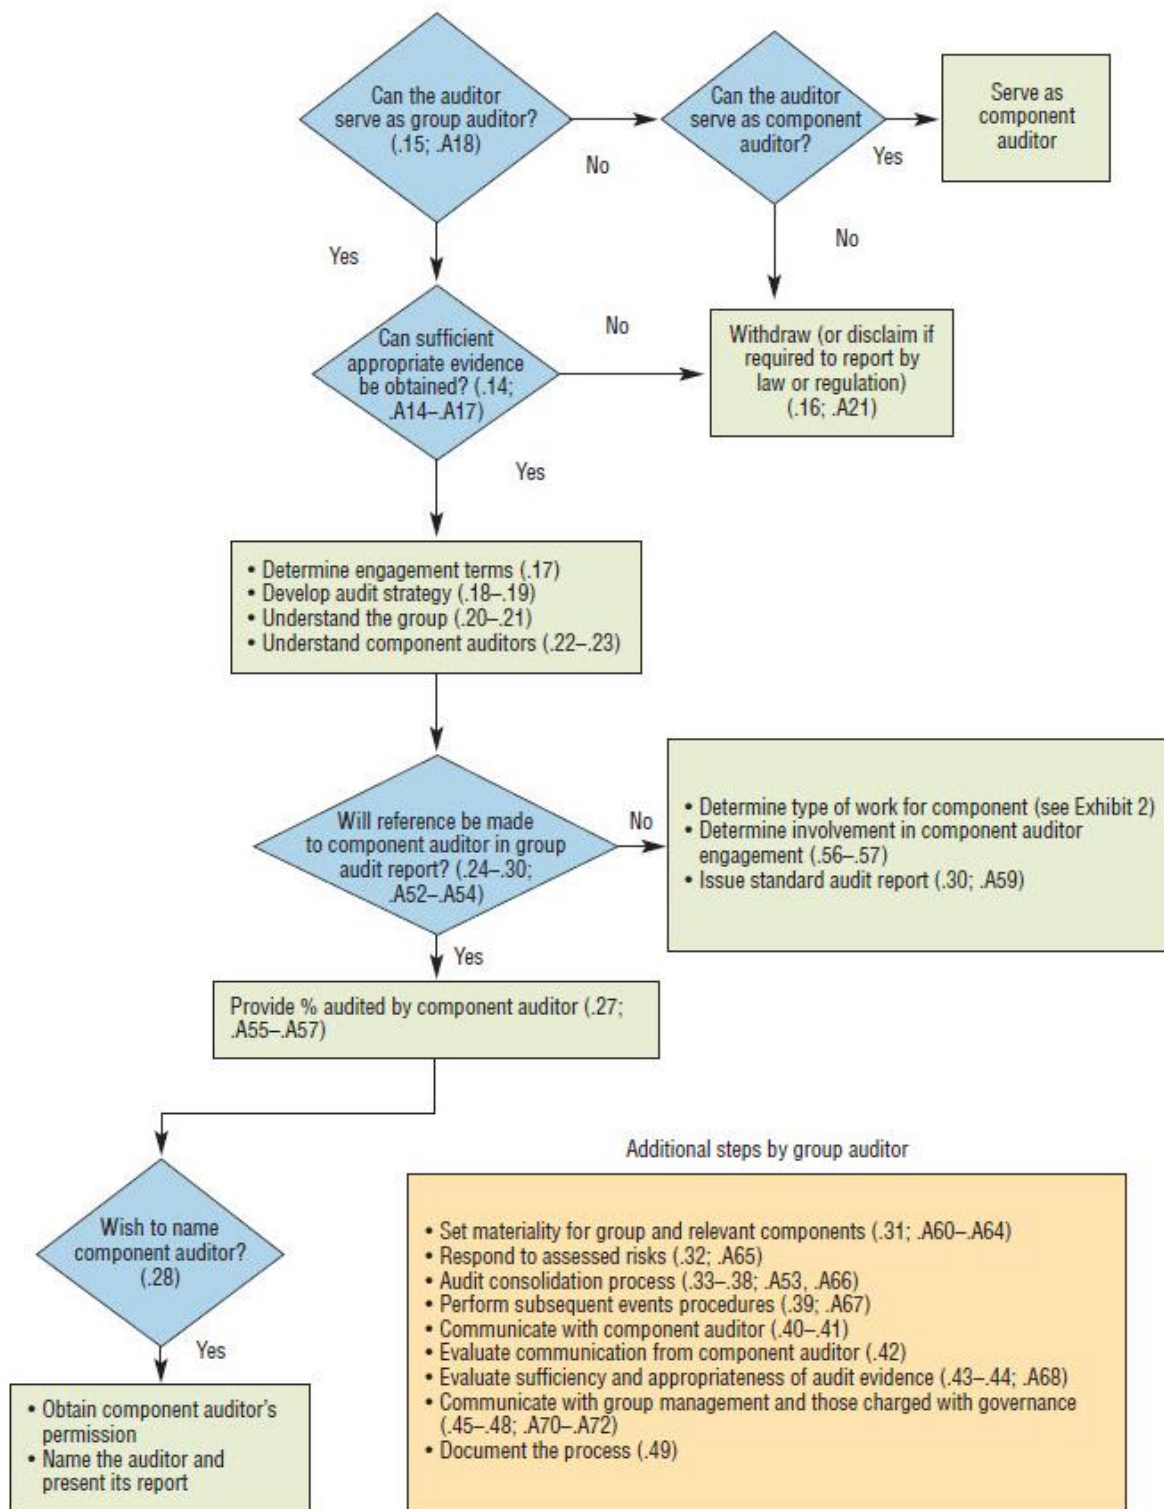 Can the auditor
serve as group auditor?
(.15; .A18)
No
Can the auditor
serve as component
auditor?
Yes
Serve as
component
auditor
Yes
No
Can sufficient
appropriate evidence
be obtained? (.14;
.A14–.A17)
No
Withdraw (or disclaim if
required to report by
law or regulation)
(.16; .A21)
Yes
• Determine engagement terms (.17)
• Develop audit strategy (.18–.19)
• Understand the group (.20–.21)
• Understand component auditors (.22–.23)
Will reference be made
to component auditor in group
audit report? (.24–.30;
.A52–.A54)
No
• Determine type of work for component (see Exhibit 2)
• Determine involvement in component auditor
engagement (.56–.57)
• Issue standard audit report (.30; .A59)
Yes
Provide % audited by component auditor (.27;
.A55–.A57)
Wish to name
component auditor?
(.28)
Yes
• Obtain component auditor's
permission
• Name the auditor and
present its report
Additional steps by group auditor
• Set materiality for group and relevant components (.31; .A60–.A64)
• Respond to assessed risks (.32; .A65)
• Audit consolidation process (.33–.38; .A53, .A66)
• Perform subsequent events procedures (.39; .A67)
• Communicate with component auditor (.40–.41)
• Evaluate communication from component auditor (.42)
• Evaluate sufficiency and appropriateness of audit evidence (.43–.44; .A68)
• Communicate with group management and those charged with governance
(.45–.48; .A70–.A72)
• Document the process (.49)